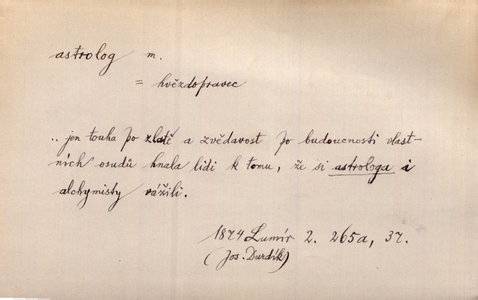 astrolog m.
= hvězdopravec
.. jen touha po zlatě a zvědavost po budoucnosti vlast-
ních osudů hnala lidi k tomu, že si astrologa i
alchymisty vážili.
1874 Lumír 2. 265a, 37.
(Jos. Durdík)